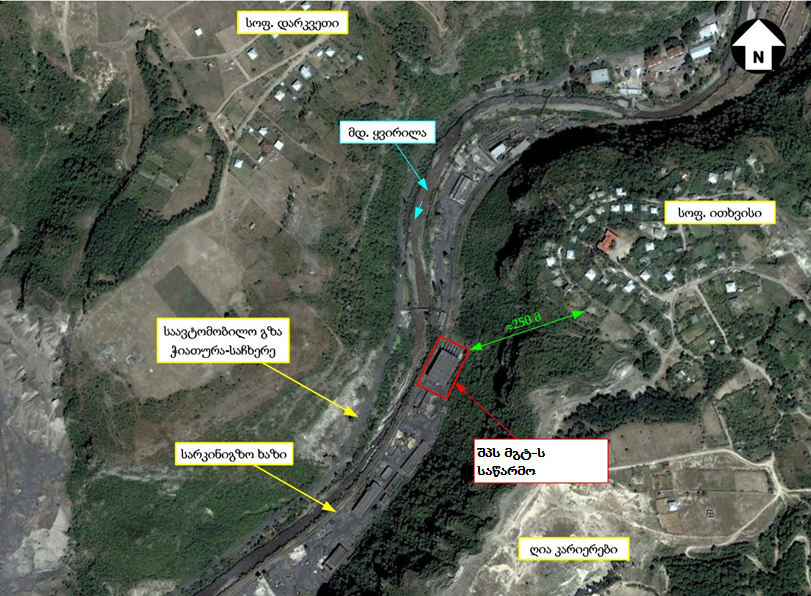 სოფ. დარკვეთი
N
მდ. ყვირილა
სოფ. ითხვისი
≈250 მ
საავტომობილო გზა
ჭიათურა-საჩხერე
სარკინიგზო ხაზი
შპს მგტ-ს
საწარმო
ღია კარიერები